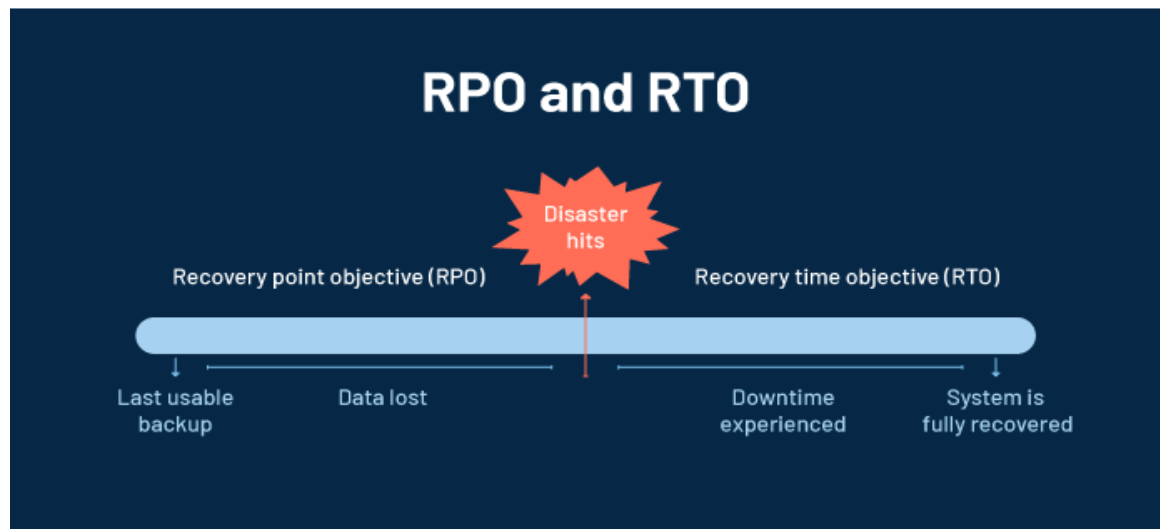 RPO and RTO
Disaster
hits
Recovery point objective (RPO)
Recovery time objective (RTO)
Last usable
backup
Data lost
Downtime
experienced
System is
fully recovered